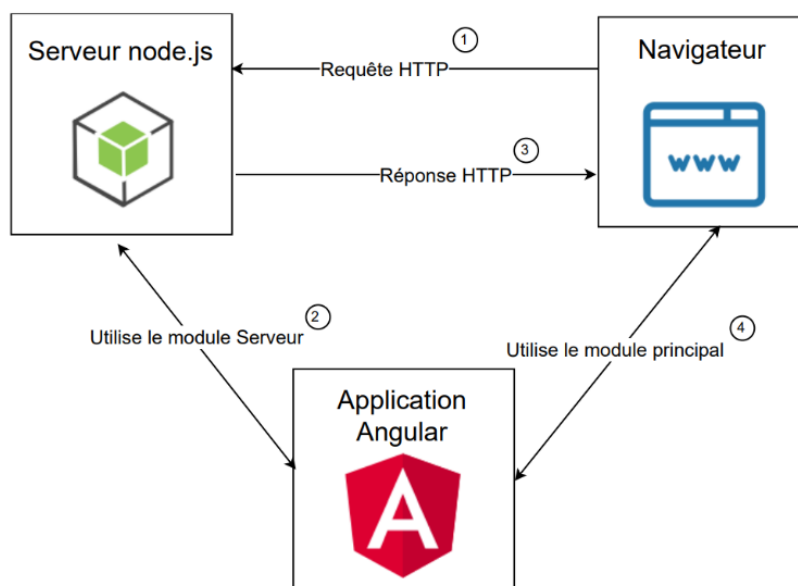 Serveur node.js
Navigateur
1
Requête HTTP
www
3
Réponse HTTP
2
Utilise le module Serveur
4
Utilise le module principal
Application
Angular
A